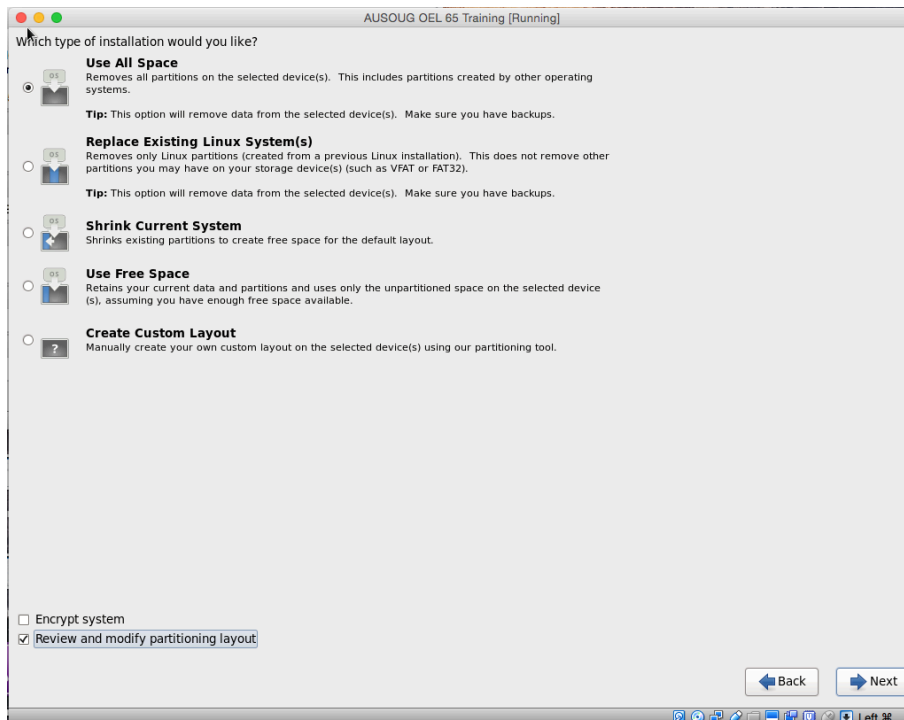 AUSOUG OEL 65 Training [Running]
Which type of installation would you like?
Use All Space
Removes all partitions on the selected device(s).  This includes partitions created by other operating
systems.
Tip: This option will remove data from the selected device(s).  Make sure you have backups.
Replace Existing Linux System(s)
Removes only Linux partitions (created from a previous Linux installation).  This does not remove other
partitions you may have on your storage device(s) (such as VFAT or FAT32).
Tip: This option will remove data from the selected device(s).  Make sure you have backups.
Shrink Current System
Shrinks existing partitions to create free space for the default layout.
Use Free Space
Retains your current data and partitions and uses only the unpartitioned space on the selected device
(s), assuming you have enough free space available.
Create Custom Layout
Manually create your own custom layout on the selected device(s) using our partitioning tool.
Encrypt system
Review and modify partitioning layout
Back
Next
Left ⌘